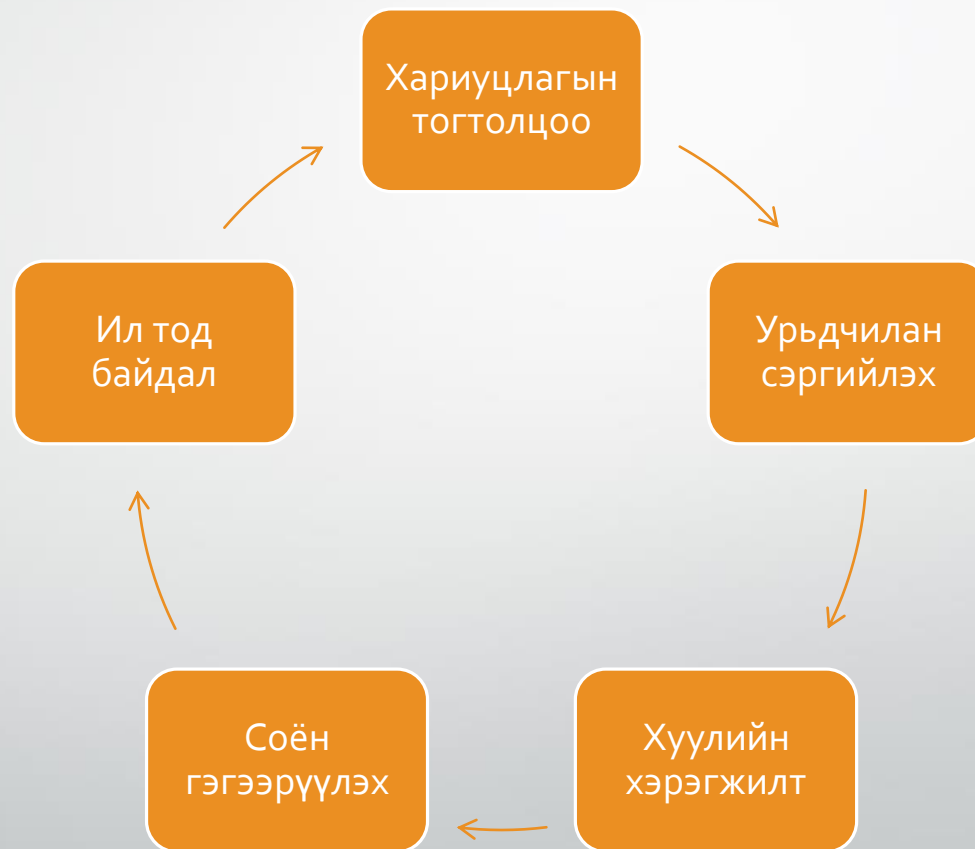 Хариуцлагын
тогтолцоо
Урьдчилан
сэргийлэх
Хуулийн
хэрэгжилт
Соён
гэгээрүүлэх
Ил тод
байдал